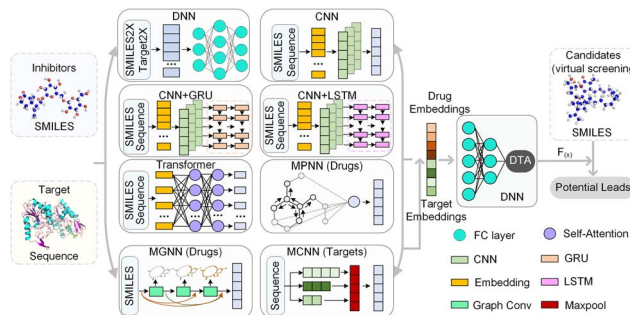 DNN
CNN
SMILES2X
Target2X
SMILES
Sequence
Inhibitors
SMILES
CNN+GRU
CNN+LSTM
SMILES
Sequence
SMILES
Sequence
Transformer
MPNN (Drugs)
SMILES
Sequence
SMILES
Target
Sequence
MGNN (Drugs)
MCNN (Targets)
SMILES
Sequence
Drug
Embeddings
Target
Embeddings
DTA
DNN
Candidates
(virtual screening)
SMILES
F(x)
Potential Leads
FC layer
Self-Attention
CNN
GRU
Embedding
LSTM
Graph Conv
Maxpool